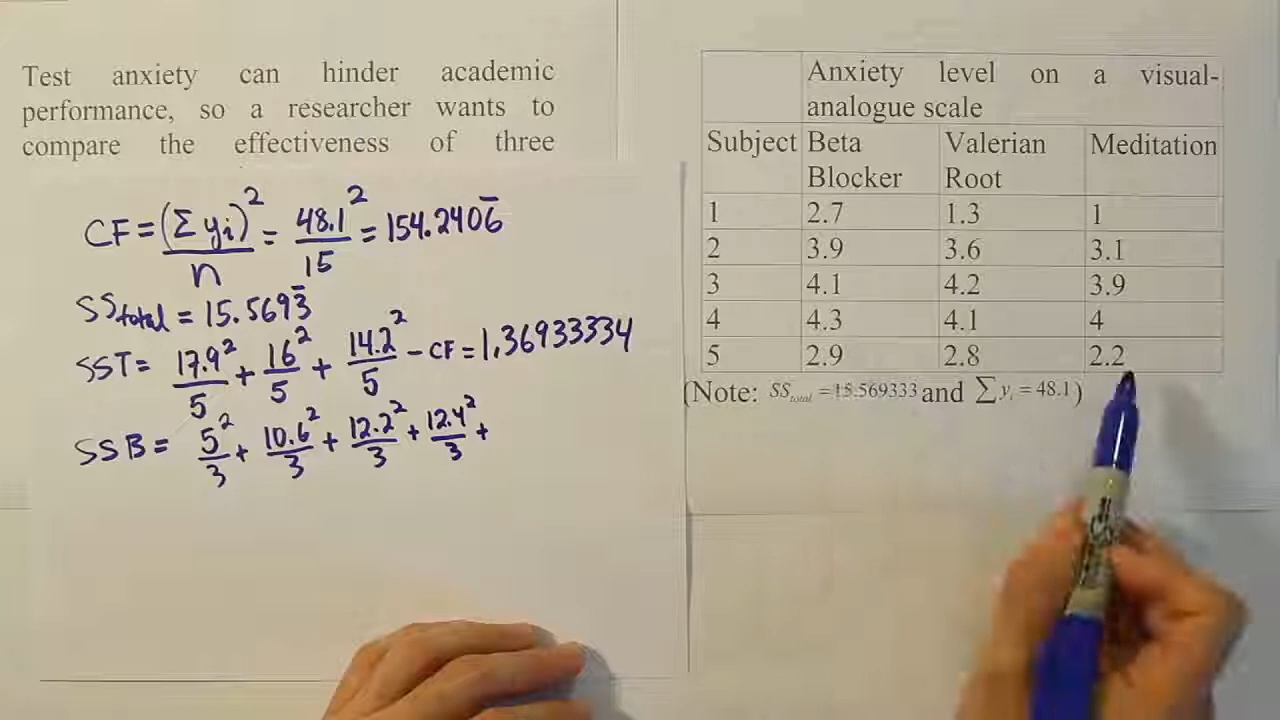 Test anxiety can hinder academic
performance, so a researcher wants to
compare the effectiveness of three
CF = (Σ yi)² / n = 48.1² / 15 = 154.2406̅
SStotal = 15.5693̅
SST = 17.9²/5 + 16²/5 + 14.2²/5 − CF = 1.36933334
SSB = 5²/3 + 10.6²/3 + 12.2²/3 + 12.4²/3 +
Anxiety level on a visual-
analogue scale
Subject Beta Blocker Valerian Root Meditation
1 2.7 1.3 1
2 3.9 3.6 3.1
3 4.1 4.2 3.9
4 4.3 4.1 4
5 2.9 2.8 2.2
(Note: SStotal = 15.569333 and Σ yi = 48.1)